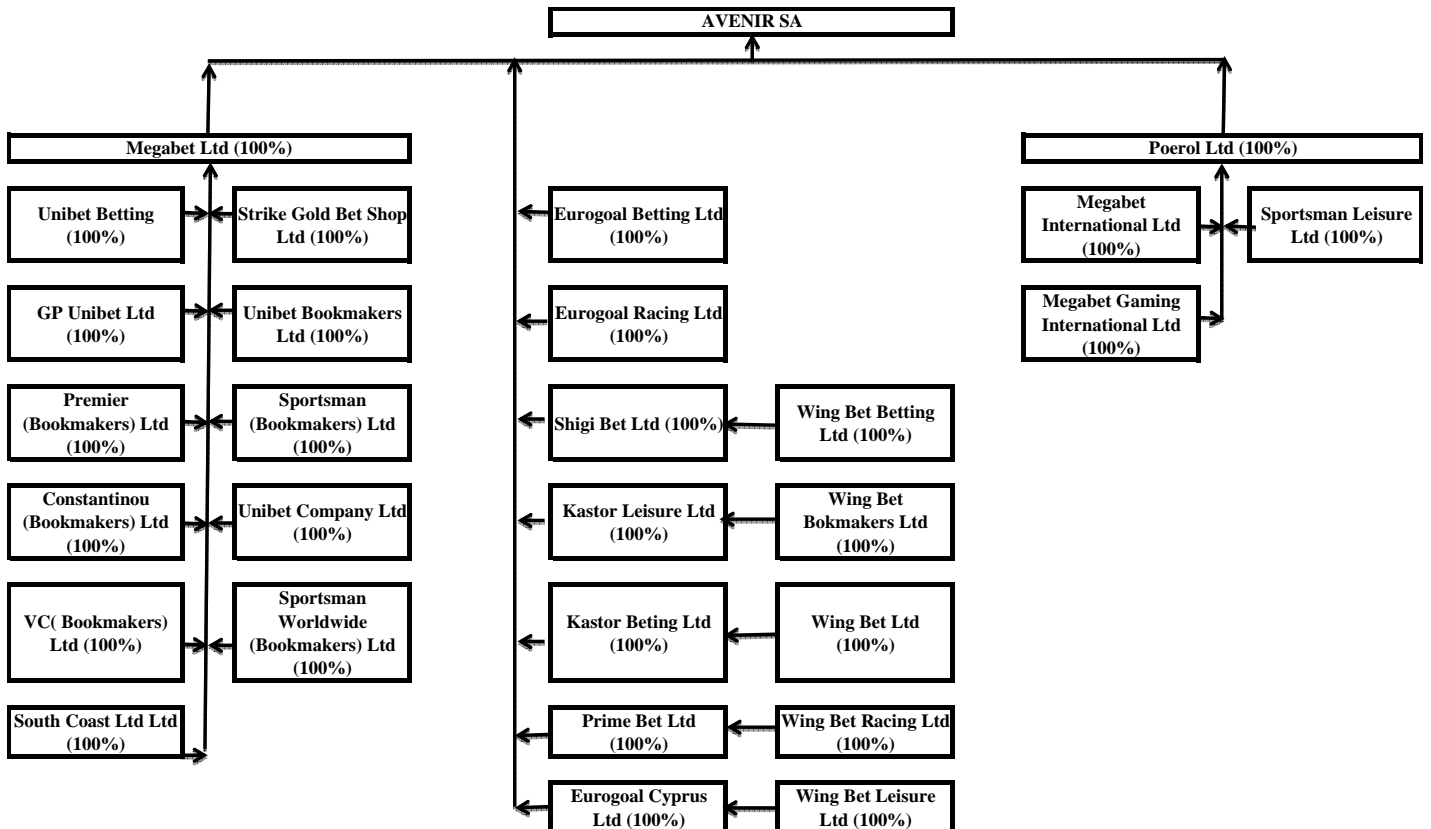 AVENIR SA
Megabet Ltd (100%)
Poerol Ltd (100%)
Unibet Betting
(100%)
Strike Gold Bet Shop
Ltd (100%)
Eurogoal Betting Ltd
(100%)
Megabet
International Ltd
(100%)
Sportsman Leisure
Ltd (100%)
GP Unibet Ltd
(100%)
Unibet Bookmakers
Ltd (100%)
Eurogoal Racing Ltd
(100%)
Megabet Gaming
International Ltd
(100%)
Premier
(Bookmakers) Ltd
(100%)
Sportsman
(Bookmakers) Ltd
(100%)
Shigi Bet Ltd (100%)
Wing Bet Betting
Ltd (100%)
Constantinou
(Bookmakers) Ltd
(100%)
Unibet Company Ltd
(100%)
Kastor Leisure Ltd
(100%)
Wing Bet
Bokmakers Ltd
(100%)
VC( Bookmakers)
Ltd (100%)
Sportsman
Worldwide
(Bookmakers) Ltd
(100%)
Kastor Beting Ltd
(100%)
Wing Bet Ltd
(100%)
South Coast Ltd Ltd
(100%)
Prime Bet Ltd
(100%)
Wing Bet Racing Ltd
(100%)
Eurogoal Cyprus
Ltd (100%)
Wing Bet Leisure
Ltd (100%)